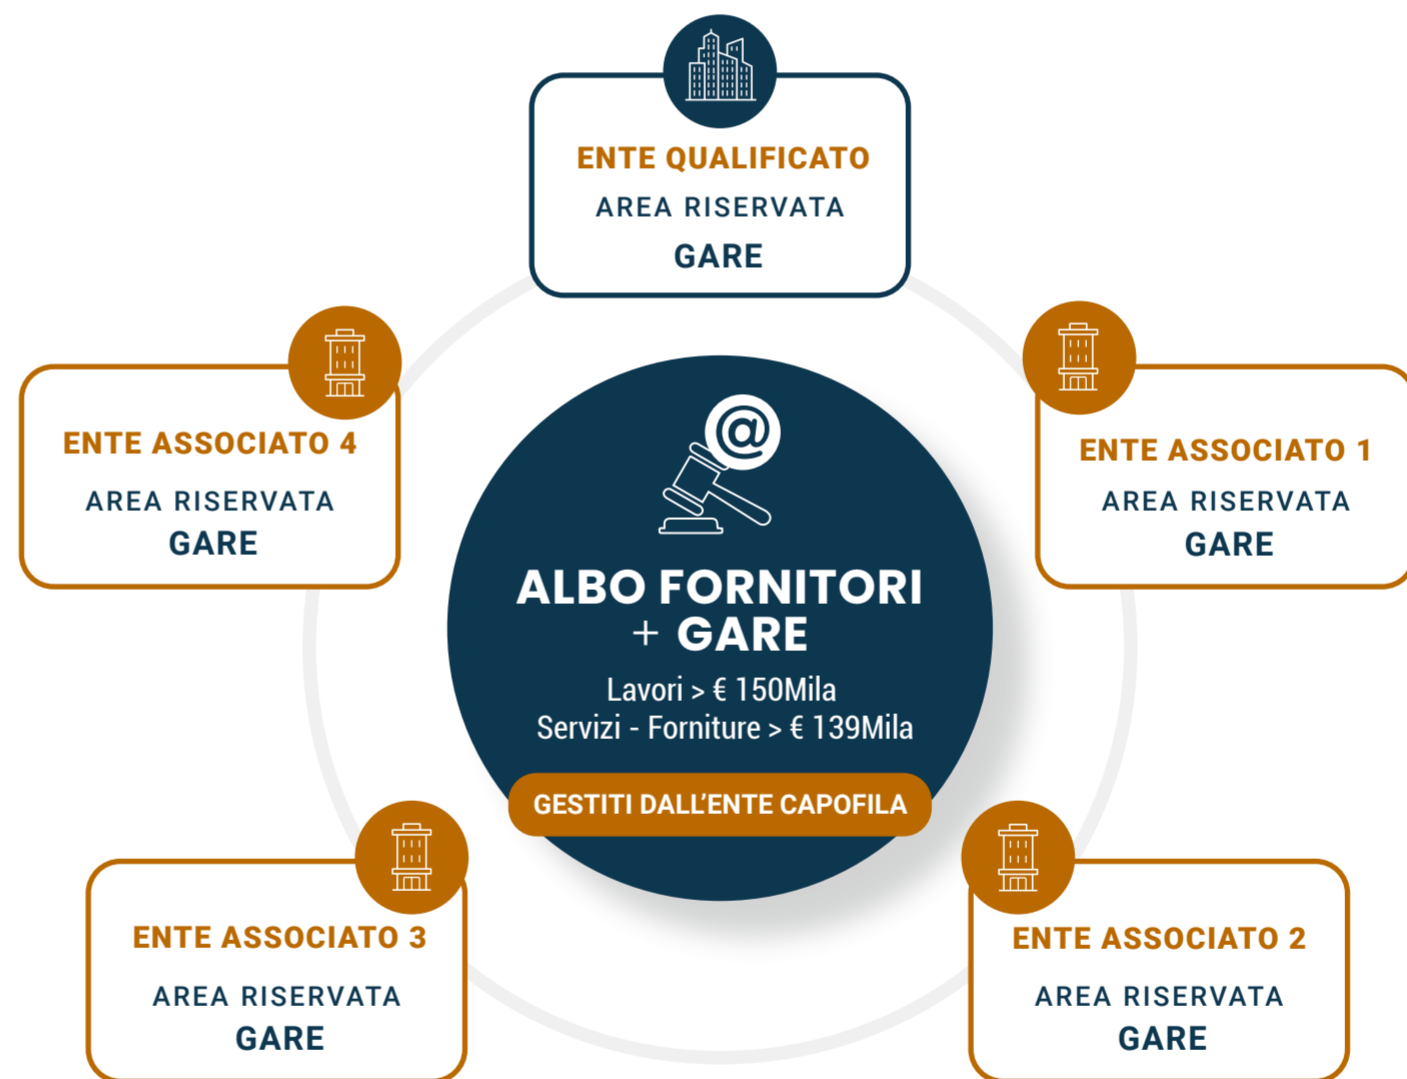 ENTE QUALIFICATO
AREA RISERVATA
GARE
ENTE ASSOCIATO 4
AREA RISERVATA
GARE
ENTE ASSOCIATO 1
AREA RISERVATA
GARE
@
ALBO FORNITORI
+ GARE
Lavori > € 150Mila
Servizi - Forniture > € 139Mila
GESTITI DALL’ENTE CAPOFILA
ENTE ASSOCIATO 3
AREA RISERVATA
GARE
ENTE ASSOCIATO 2
AREA RISERVATA
GARE